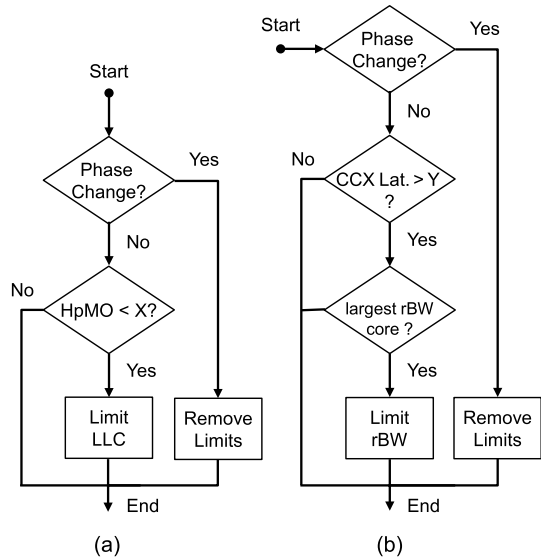 Start
Phase
Change?
Yes
No
HpMO < X?
No
Yes
Limit
LLC
Remove
Limits
End
(a)
Start
Phase
Change?
Yes
No
CCX Lat. > Y
?
No
Yes
largest rBW
core ?
Yes
Limit
rBW
Remove
Limits
End
(b)